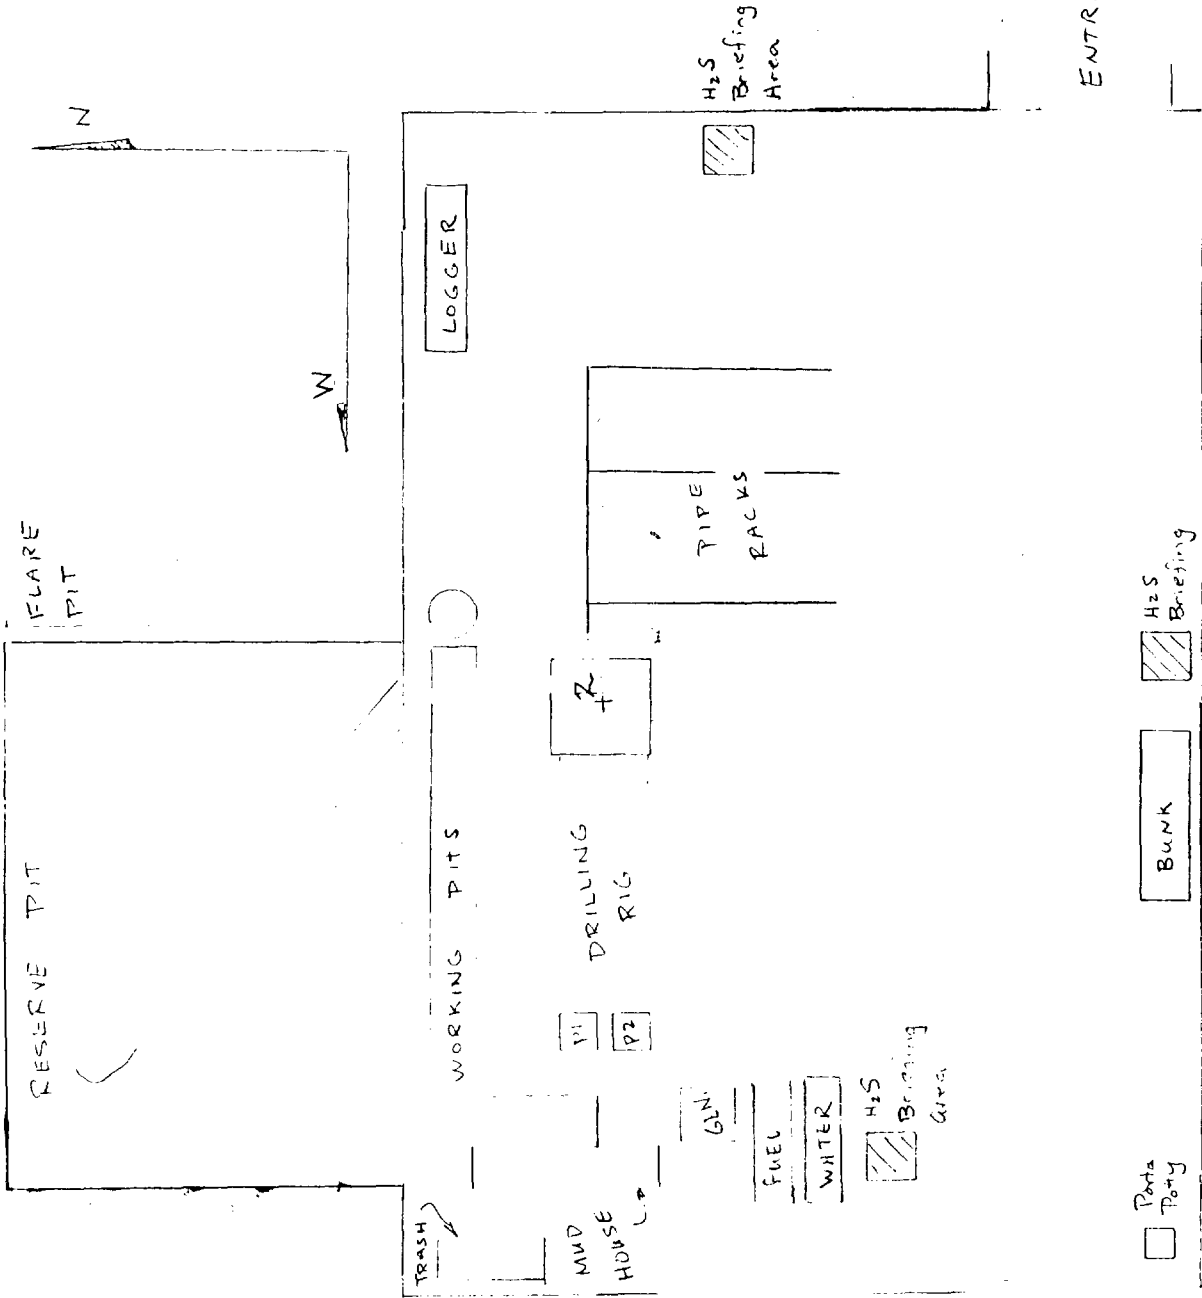 N
W
FLARE
PIT
RESERVE PIT
H2S
Briefing
Area
ENTR
LOGGER
PIPE
RACKS
WORKING PITS
DRILLING
RIG
P1
P2
GEN.
FUEL
WATER
H2S
Briefing
area
TRASH
MUD
HOUSE
H2S
Briefing
BUNK
Porta
Potty